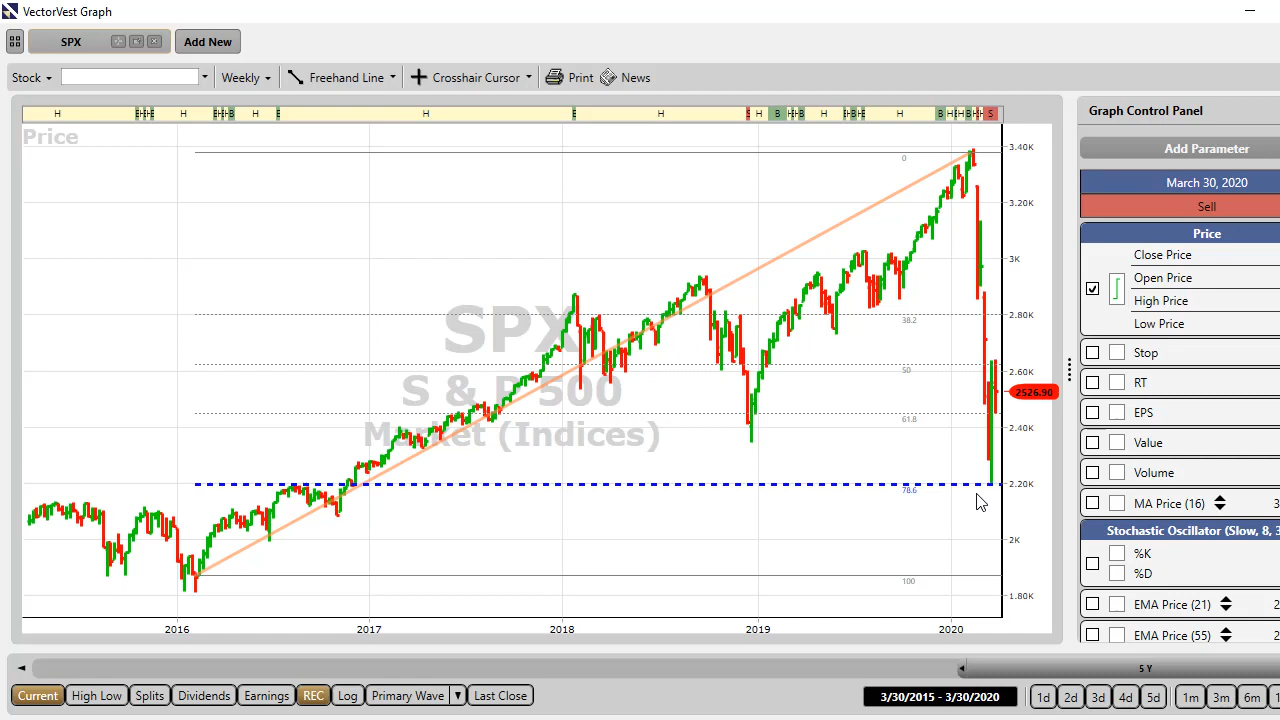 VectorVest Graph
SPX Add New
Stock Weekly Freehand Line Crosshair Cursor Print News
H H H H E H E H H H H B S
Price
SPX
S & P 500
Market (Indices)
0
38.2
50
61.8
78.6
100
3.40K
3.20K
3K
2.80K
2.60K
2526.90
2.40K
2.20K
2K
1.80K
2016 2017 2018 2019 2020
Graph Control Panel
Add Parameter
March 30, 2020
Sell
Price
Close Price
Open Price
High Price
Low Price
Stop
RT
EPS
Value
Volume
MA Price (16) 3
Stochastic Oscillator (Slow, 8, 3
%K
%D
EMA Price (21) 2
EMA Price (55) 2
5 Y
Current High Low Splits Dividends Earnings REC Log Primary Wave Last Close 3/30/2015 - 3/30/2020 1d 2d 3d 4d 5d 1m 3m 6m 1